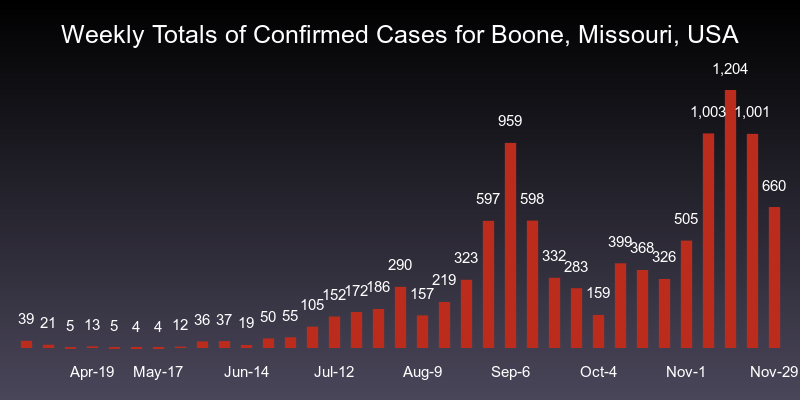 Weekly Totals of Confirmed Cases for Boone, Missouri, USA
39 21 5 13 5 4 4 12 36 37 19 50 55 105 152 172 186 290 157 219 323 597 959 598 332 283 159 399 368 326 505 1,003 1,204 1,001 660
Apr-19 May-17 Jun-14 Jul-12 Aug-9 Sep-6 Oct-4 Nov-1 Nov-29